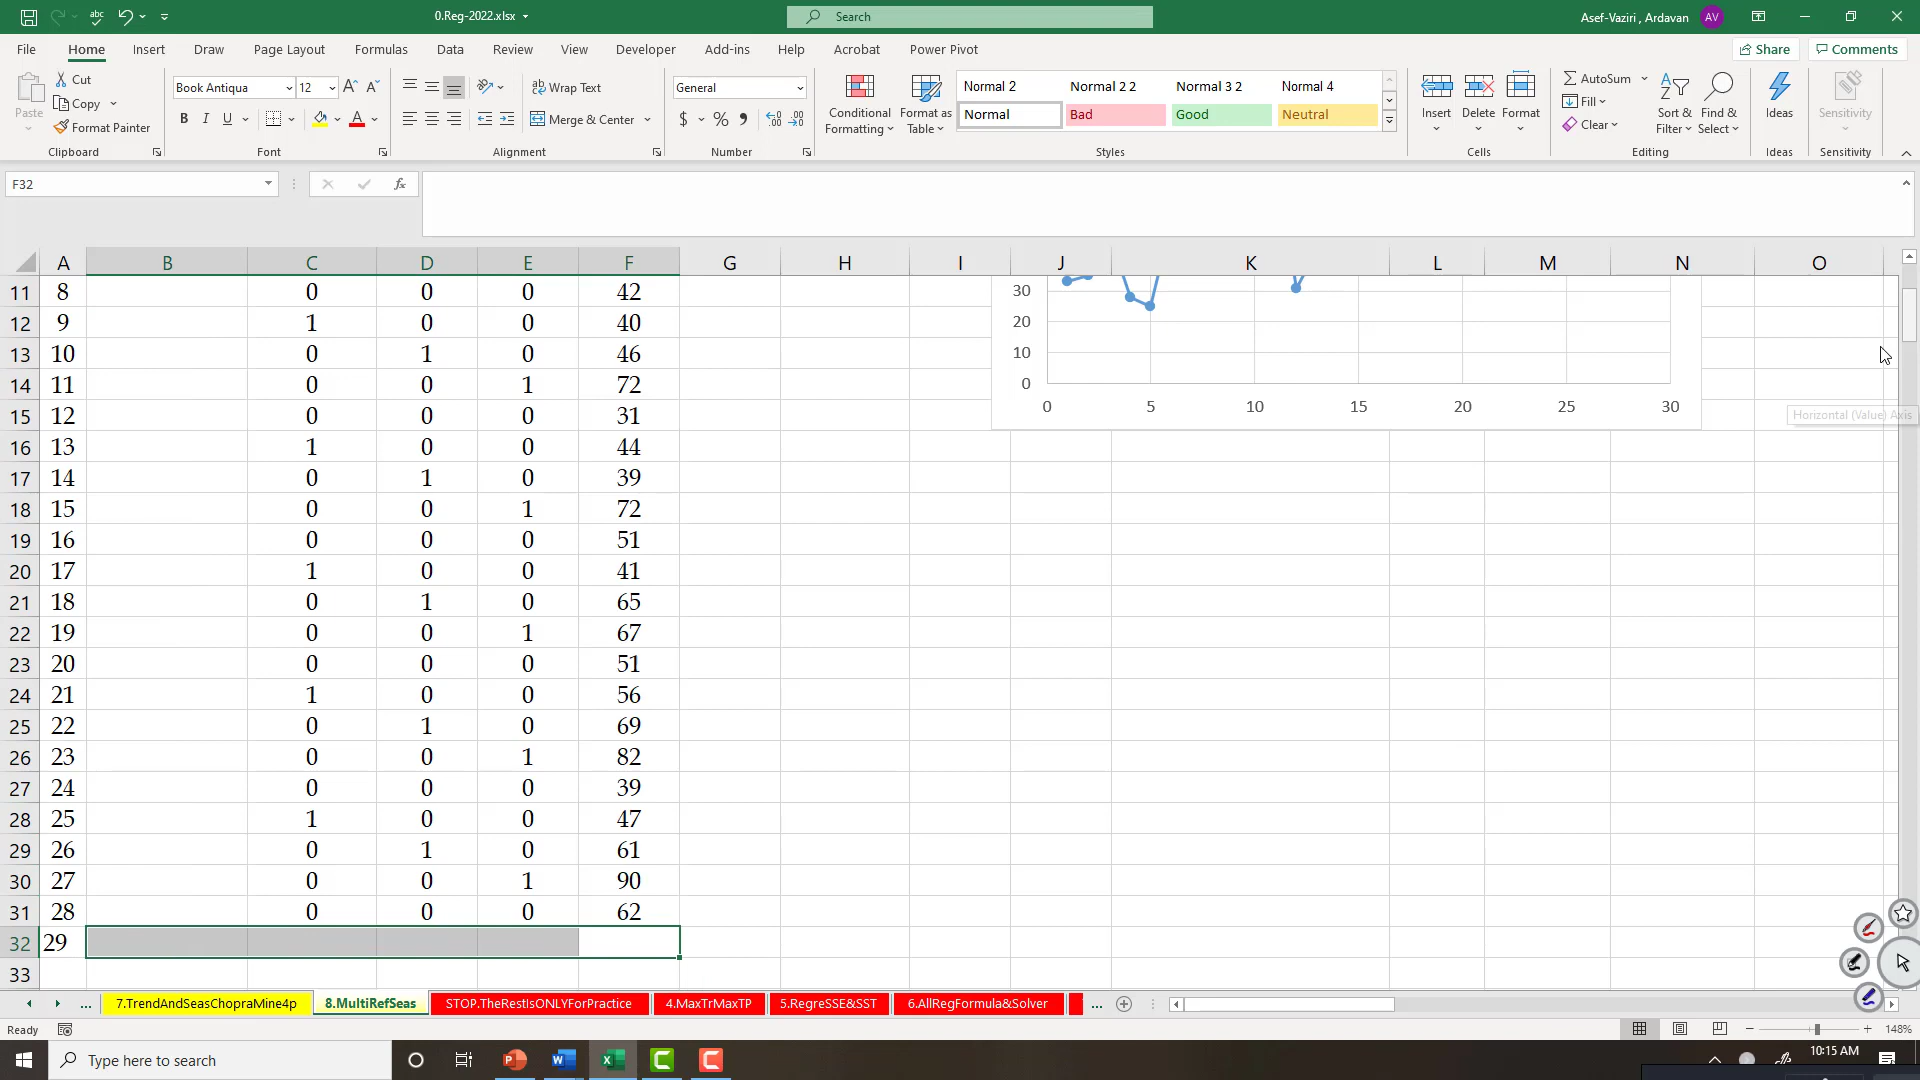 0.Reg-2022.xlsx
Search
Asef-Vaziri , Ardavan AV
File Home Insert Draw Page Layout Formulas Data Review View Developer Add-ins Help Acrobat Power Pivot Share Comments
Paste Cut Copy Format Painter Clipboard
Book Antiqua 12 Font
Wrap Text Merge & Center Alignment
General Number
Conditional Formatting Format as Table
Normal 2 Normal 2 2 Normal 3 2 Normal 4
Normal Bad Good Neutral
Styles
Insert Delete Format Cells
AutoSum Fill Clear Sort & Filter Find & Select Editing
Ideas Ideas
Sensitivity Sensitivity
F32 fx
A B C D E F G H I J K L M N O
11 8 0 0 0 42
12 9 1 0 0 40
13 10 0 1 0 46
14 11 0 0 1 72
15 12 0 0 0 31
16 13 1 0 0 44
17 14 0 1 0 39
18 15 0 0 1 72
19 16 0 0 0 51
20 17 1 0 0 41
21 18 0 1 0 65
22 19 0 0 1 67
23 20 0 0 0 51
24 21 1 0 0 56
25 22 0 1 0 69
26 23 0 0 1 82
27 24 0 0 0 39
28 25 1 0 0 47
29 26 0 1 0 61
30 27 0 0 1 90
31 28 0 0 0 62
32 29
33
30
20
10
0
0 5 10 15 20 25 30
Horizontal (Value) Axis
... 7.TrendAndSeasChopraMine4p 8.MultiRefSeas STOP.TheRestIsONLYForPractice 4.MaxTrMaxTP 5.RegreSSE&SST 6.AllRegFormula&Solver ...
Ready 148%
Type here to search
10:15 AM